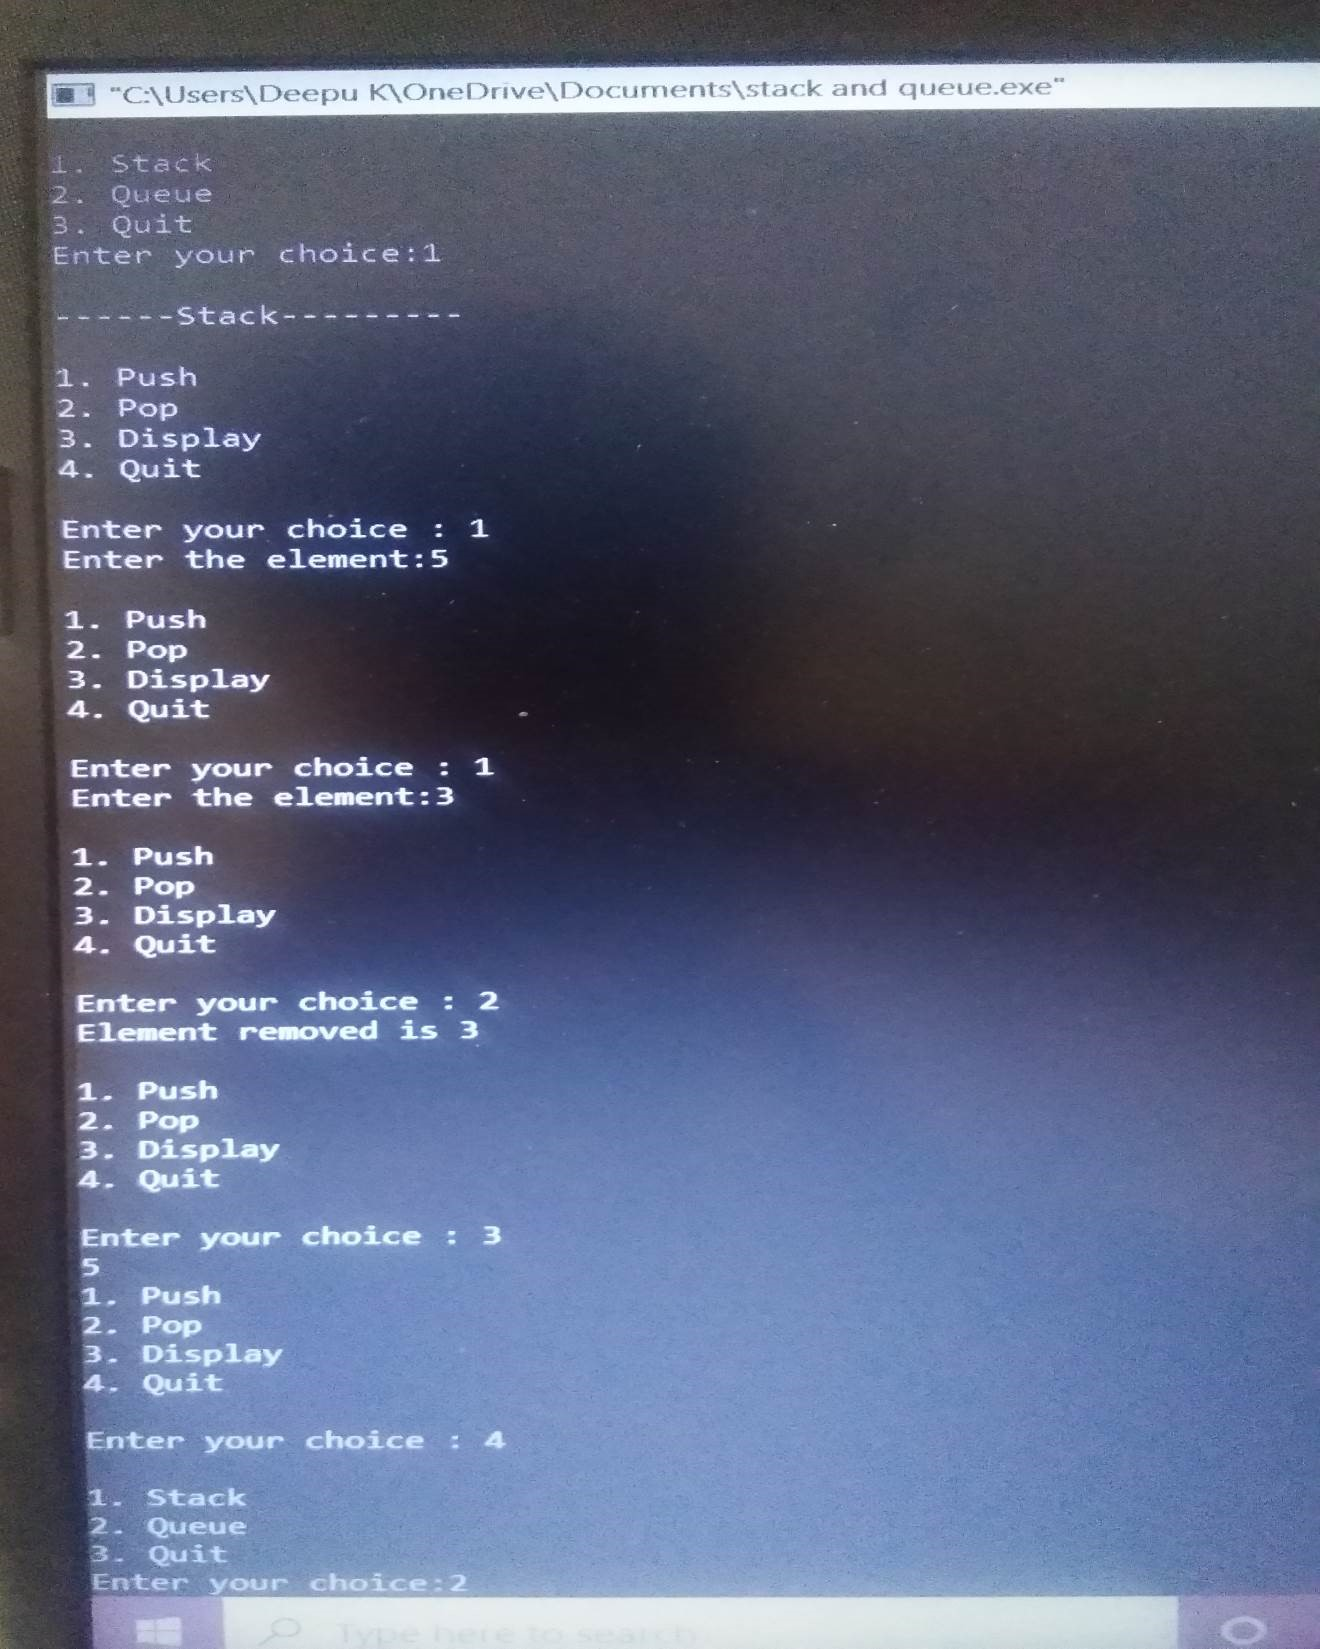 "C:\Users\Deepu K\OneDrive\Documents\stack and queue.exe"
1. Stack
2. Queue
3. Quit
Enter your choice:1
------Stack---------
1. Push
2. Pop
3. Display
4. Quit
Enter your choice : 1
Enter the element:5
1. Push
2. Pop
3. Display
4. Quit
Enter your choice : 1
Enter the element:3
1. Push
2. Pop
3. Display
4. Quit
Enter your choice : 2
Element removed is 3
1. Push
2. Pop
3. Display
4. Quit
Enter your choice : 3
5
1. Push
2. Pop
3. Display
4. Quit
Enter your choice : 4
1. Stack
2. Queue
3. Quit
Enter your choice:2
Type here to search